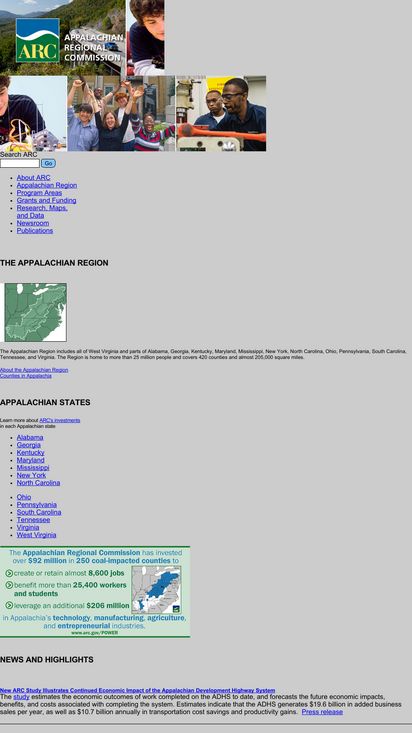 ARC
APPALACHIAN
REGIONAL
COMMISSION
Search ARC
Go
About ARC
Appalachian Region
Program Areas
Grants and Funding
Research, Maps,
and Data
Newsroom
Publications
THE APPALACHIAN REGION
The Appalachian Region includes all of West Virginia and parts of Alabama, Georgia, Kentucky, Maryland, Mississippi, New York, North Carolina, Ohio, Pennsylvania, South Carolina,
Tennessee, and Virginia. The Region is home to more than 25 million people and covers 420 counties and almost 205,000 square miles.
About the Appalachian Region
Counties in Appalachia
APPALACHIAN STATES
Learn more about ARC's investments
in each Appalachian state
Alabama
Georgia
Kentucky
Maryland
Mississippi
New York
North Carolina
Ohio
Pennsylvania
South Carolina
Tennessee
Virginia
West Virginia
The Appalachian Regional Commission has invested
over $92 million in 250 coal-impacted counties to
create or retain almost 8,600 jobs
benefit more than 25,400 workers
and students
leverage an additional $206 million
in Appalachia's technology, manufacturing, agriculture,
and entrepreneurial industries.
www.arc.gov/POWER
NEWS AND HIGHLIGHTS
New ARC Study Illustrates Continued Economic Impact of the Appalachian Development Highway System
The study estimates the economic outcomes of work completed on the ADHS to date, and forecasts the future economic impacts,
benefits, and costs associated with completing the system. Estimates indicate that the ADHS generates $19.6 billion in added business
sales per year, as well as $10.7 billion annually in transportation cost savings and productivity gains. Press release